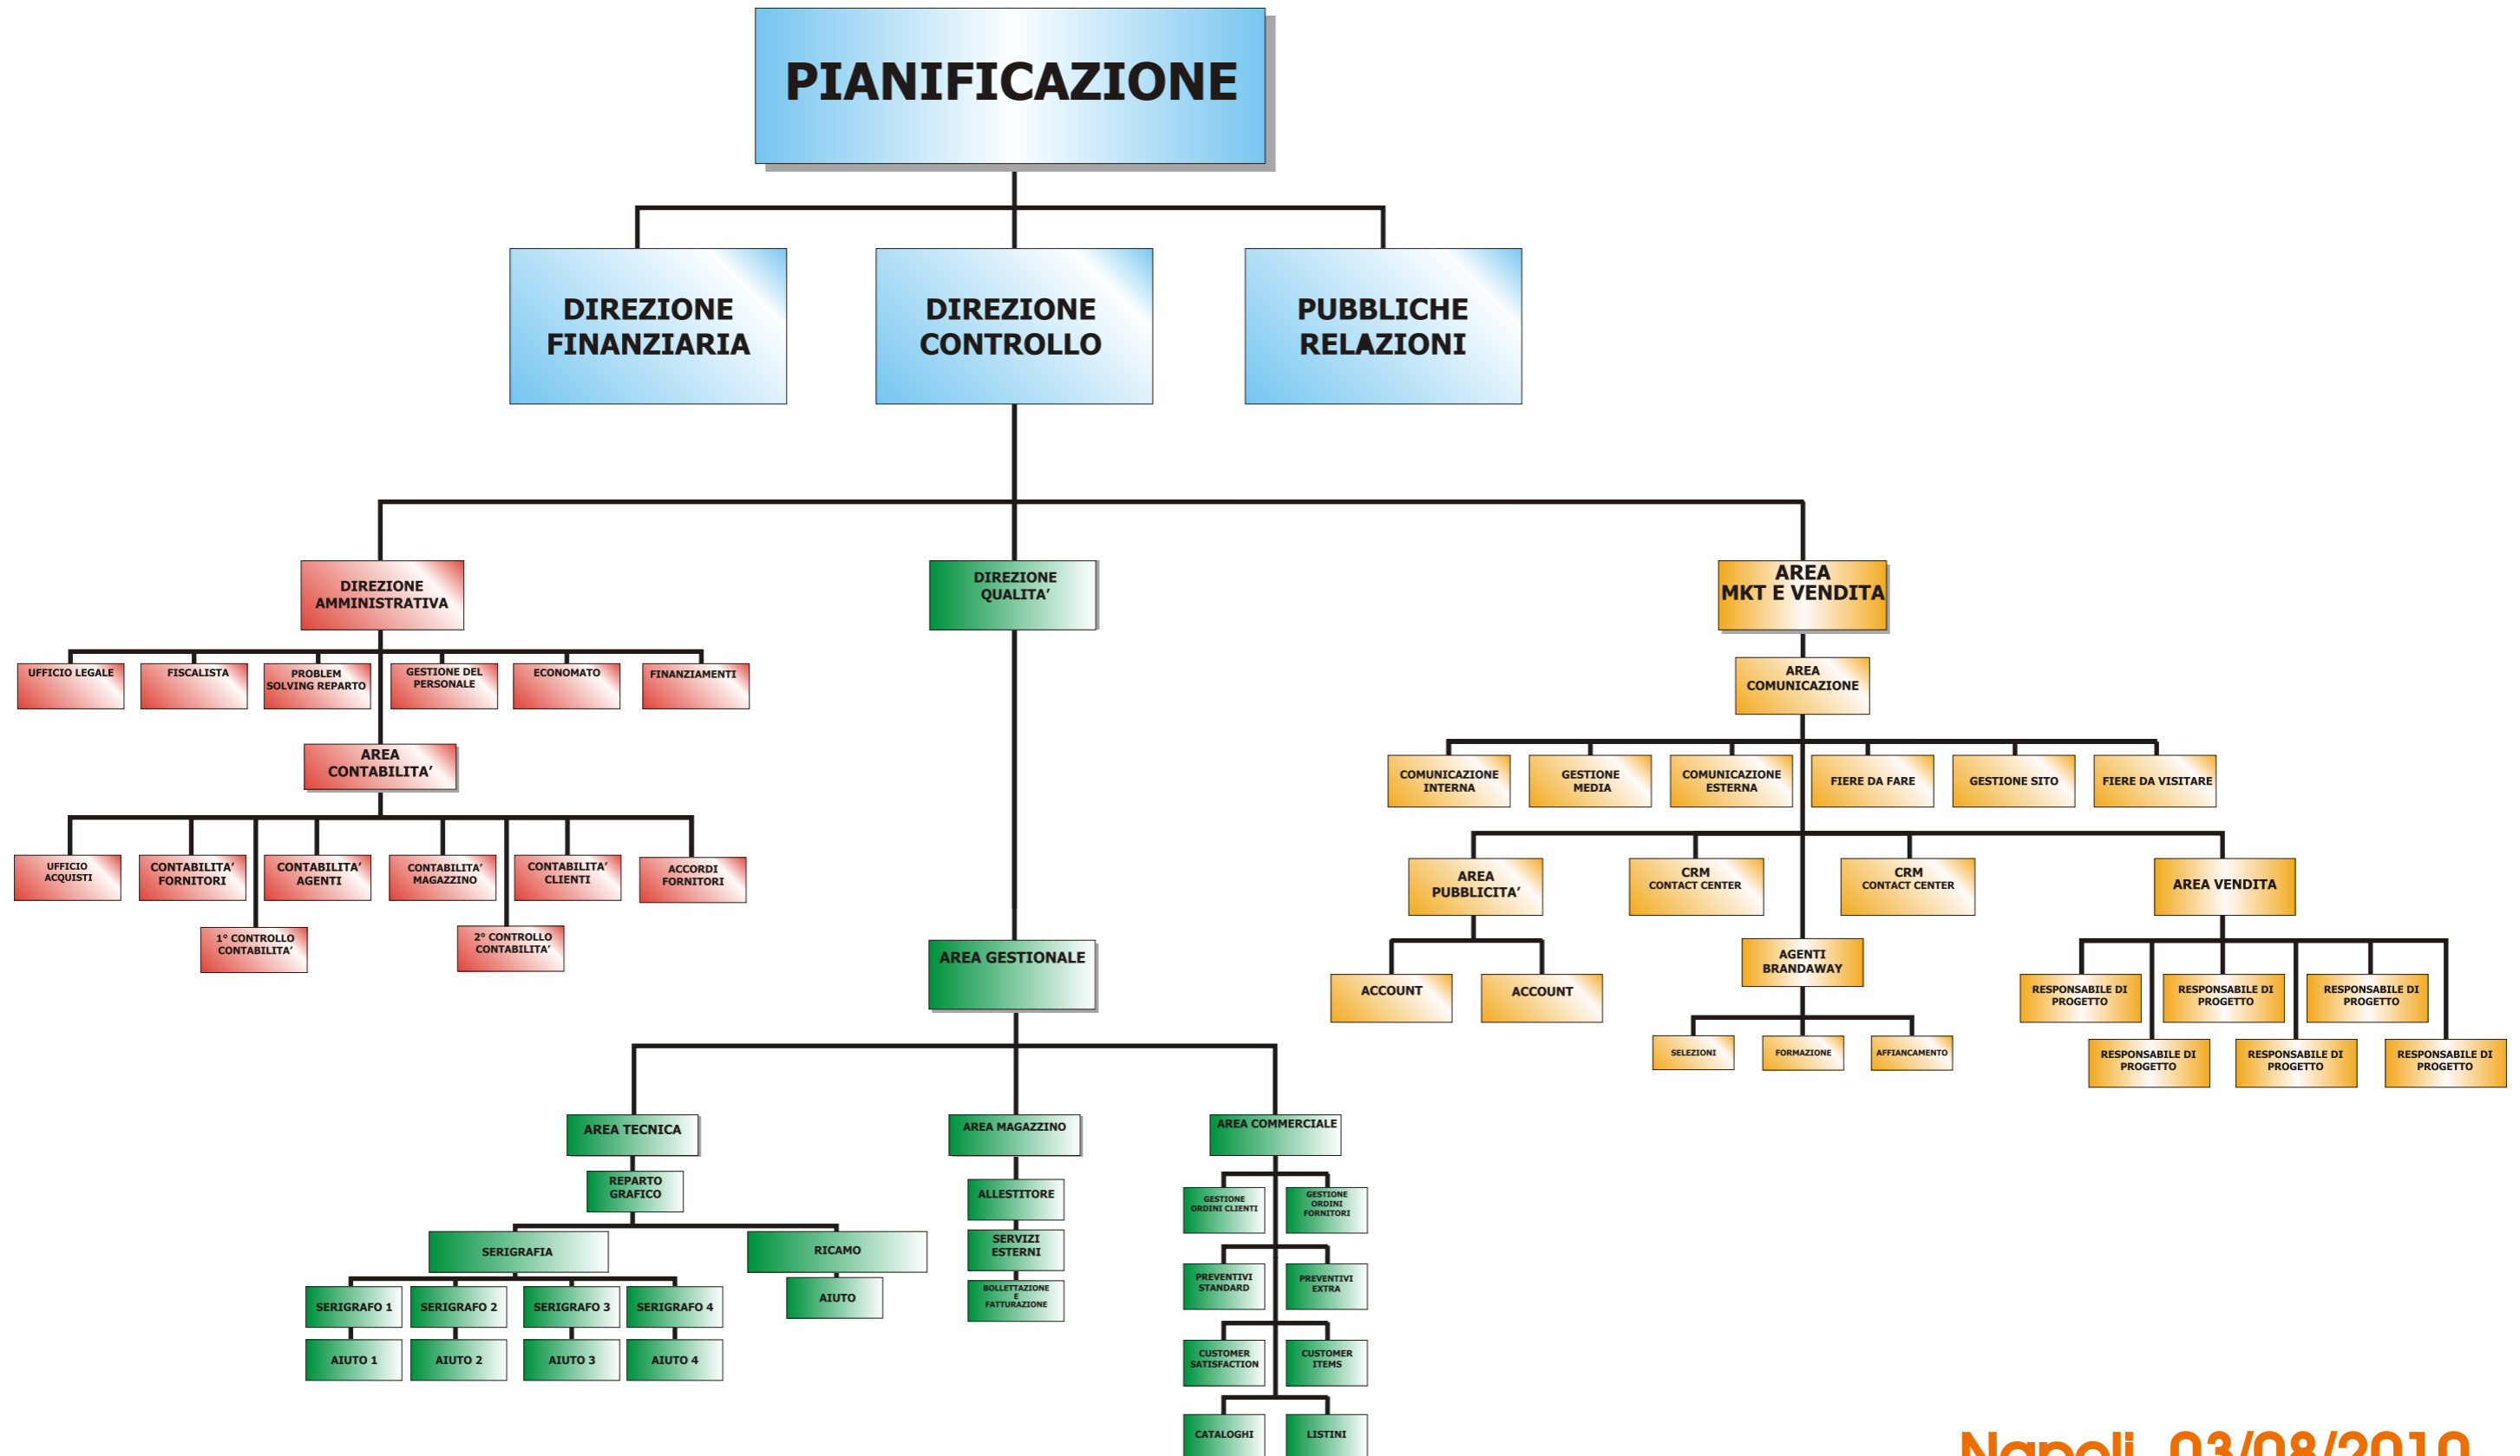 PIANIFICAZIONE
DIREZIONE
FINANZIARIA
DIREZIONE
CONTROLLO
PUBBLICHE
RELAZIONI
DIREZIONE
AMMINISTRATIVA
DIREZIONE
QUALITA’
AREA
MKT E VENDITA
UFFICIO LEGALE
FISCALISTA
PROBLEM
SOLVING REPARTO
GESTIONE DEL
PERSONALE
ECONOMATO
FINANZIAMENTI
AREA
COMUNICAZIONE
AREA
CONTABILITA’
COMUNICAZIONE
INTERNA
GESTIONE
MEDIA
COMUNICAZIONE
ESTERNA
FIERE DA FARE
GESTIONE SITO
FIERE DA VISITARE
UFFICIO
ACQUISTI
CONTABILITA’
FORNITORI
CONTABILITA’
AGENTI
CONTABILITA’
MAGAZZINO
CONTABILITA’
CLIENTI
ACCORDI
FORNITORI
1° CONTROLLO
CONTABILITA’
2° CONTROLLO
CONTABILITA’
AREA
PUBBLICITA’
CRM
CONTACT CENTER
CRM
CONTACT CENTER
AREA VENDITA
AREA GESTIONALE
AGENTI
BRANDAWAY
ACCOUNT
ACCOUNT
RESPONSABILE DI
PROGETTO
RESPONSABILE DI
PROGETTO
RESPONSABILE DI
PROGETTO
SELEZIONI
FORMAZIONE
AFFIANCAMENTO
RESPONSABILE DI
PROGETTO
RESPONSABILE DI
PROGETTO
RESPONSABILE DI
PROGETTO
AREA TECNICA
AREA MAGAZZINO
AREA COMMERCIALE
REPARTO
GRAFICO
ALLESTITORE
GESTIONE
ORDINI CLIENTI
GESTIONE
ORDINI
FORNITORI
SERIGRAFIA
RICAMO
SERVIZI
ESTERNI
PREVENTIVI
STANDARD
PREVENTIVI
EXTRA
SERIGRAFO 1
SERIGRAFO 2
SERIGRAFO 3
SERIGRAFO 4
AIUTO
BOLLETTAZIONE
E
FATTURAZIONE
AIUTO 1
AIUTO 2
AIUTO 3
AIUTO 4
CUSTOMER
SATISFACTION
CUSTOMER
ITEMS
CATALOGHI
LISTINI
Napoli, 03/08/2010